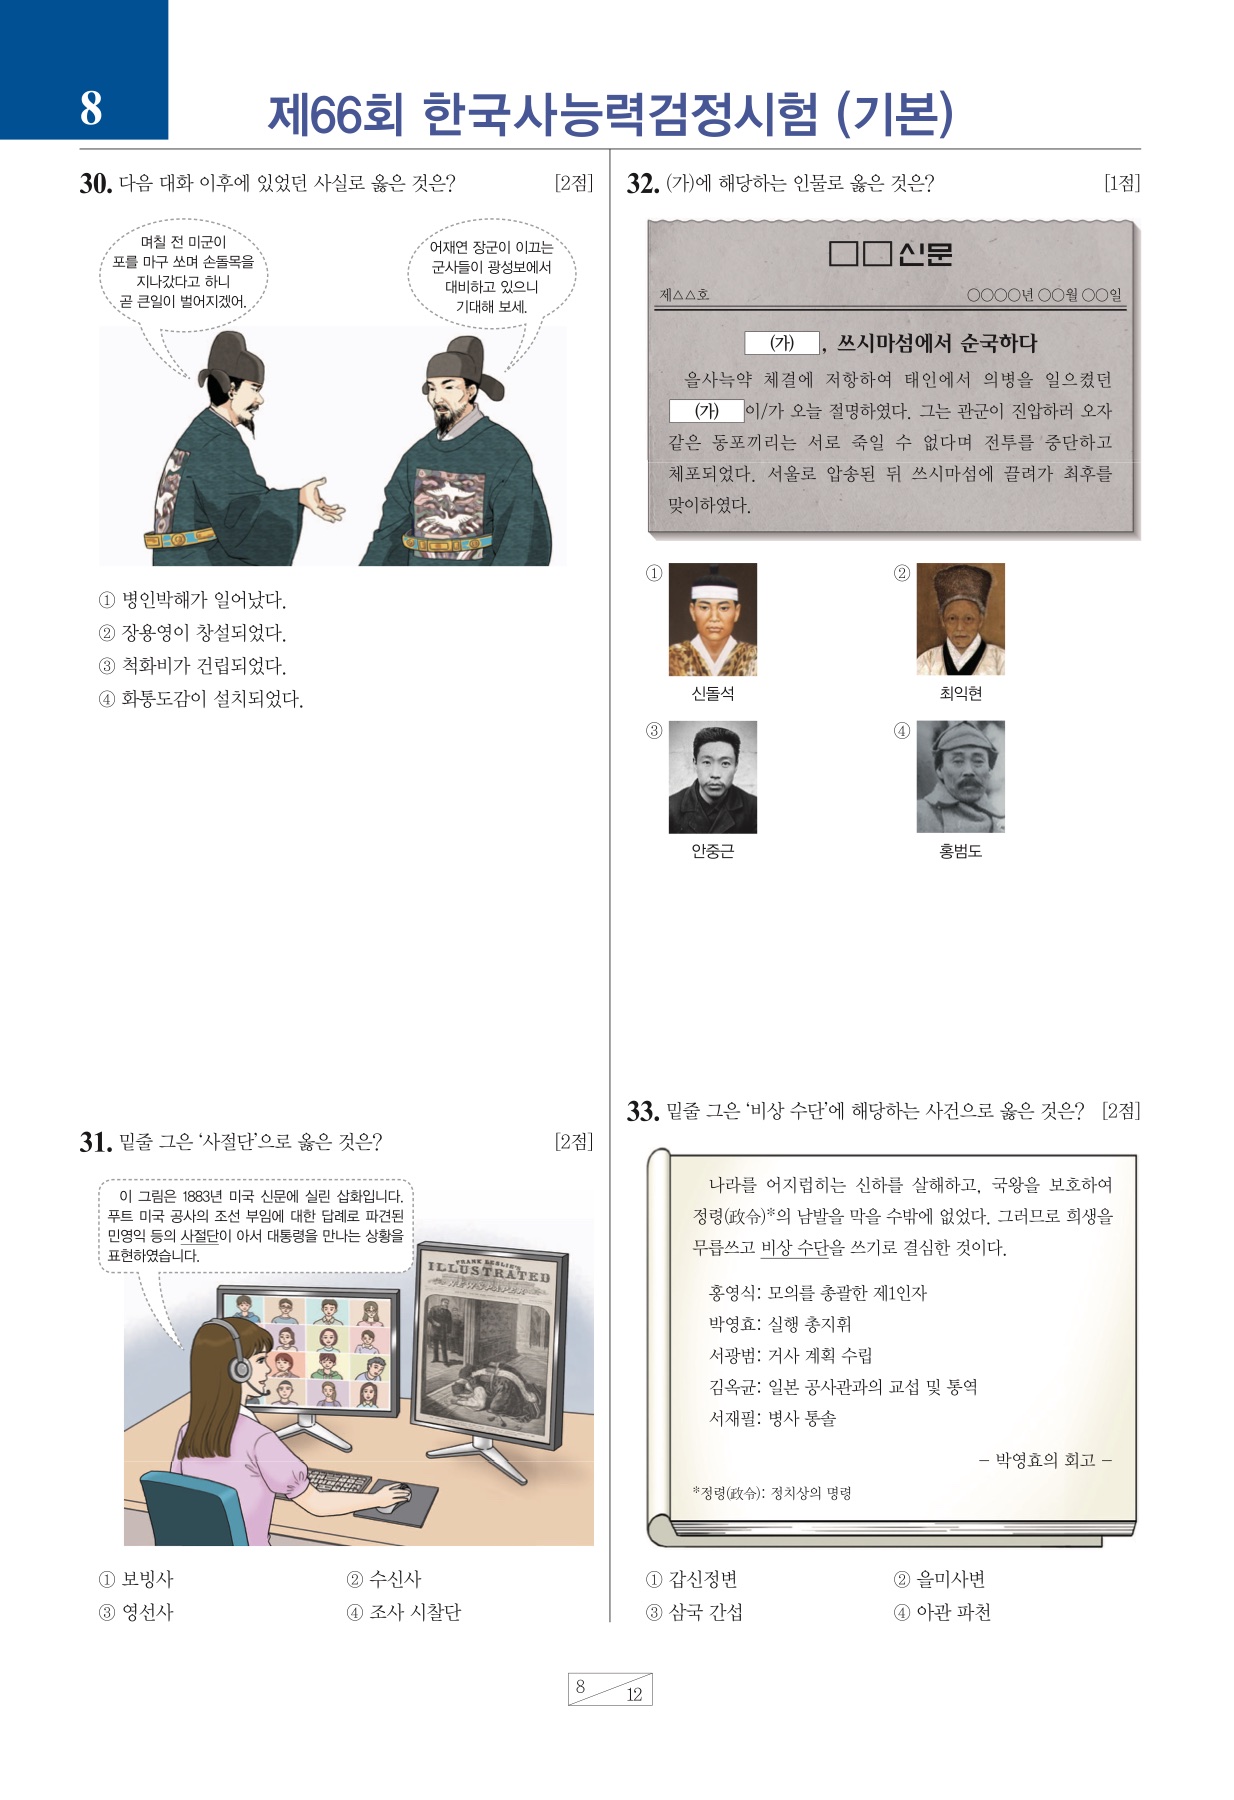 8
제66회 한국사능력검정시험 (기본)
30. 다음 대화 이후에 있었던 사실로 옳은 것은? [2점]
며칠 전 미군이
포를 마구 쏘며 손돌목을
지나갔다고 하니
곧 큰일이 벌어지겠어.
어재연 장군이 이끄는
군사들이 광성보에서
대비하고 있으니
기대해 보세.
① 병인박해가 일어났다.
② 장용영이 창설되었다.
③ 척화비가 건립되었다.
④ 화통도감이 설치되었다.
31. 밑줄 그은 ‘사절단’으로 옳은 것은? [2점]
이 그림은 1883년 미국 신문에 실린 삽화입니다.
푸트 미국 공사의 조선 부임에 대한 답례로 파견된
민영익 등의 사절단이 아서 대통령을 만나는 상황을
표현하였습니다.
FRANK LESLIE'S
ILLUSTRATED
NEWSPAPER
① 보빙사 ② 수신사
③ 영선사 ④ 조사 시찰단
32. (가)에 해당하는 인물로 옳은 것은? [1점]
□□신문
제△△호 ○○○○년 ○○월 ○○일
(가) , 쓰시마섬에서 순국하다
을사늑약 체결에 저항하여 태인에서 의병을 일으켰던
(가) 이/가 오늘 절명하였다. 그는 관군이 진압하러 오자
같은 동포끼리는 서로 죽일 수 없다며 전투를 중단하고
체포되었다. 서울로 압송된 뒤 쓰시마섬에 끌려가 최후를
맞이하였다.
① ②
신돌석 최익현
③ ④
안중근 홍범도
33. 밑줄 그은 ‘비상 수단’에 해당하는 사건으로 옳은 것은? [2점]
나라를 어지럽히는 신하를 살해하고, 국왕을 보호하여
정령(政令)*의 남발을 막을 수밖에 없었다. 그러므로 희생을
무릅쓰고 비상 수단을 쓰기로 결심한 것이다.
홍영식: 모의를 총괄한 제1인자
박영효: 실행 총지휘
서광범: 거사 계획 수립
김옥균: 일본 공사관과의 교섭 및 통역
서재필: 병사 통솔
- 박영효의 회고 -
*정령(政令): 정치상의 명령
① 갑신정변 ② 을미사변
③ 삼국 간섭 ④ 아관 파천
8
12